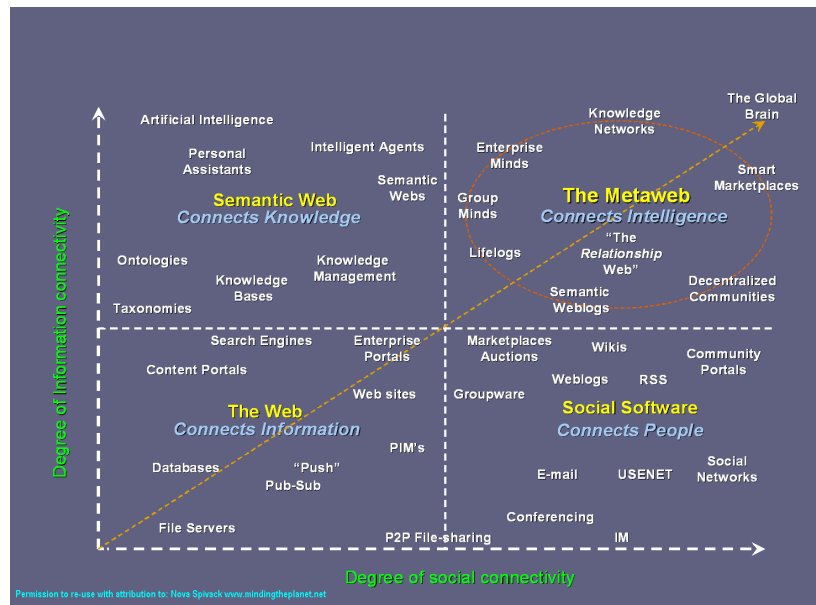 The Global
Brain
Artificial Intelligence
Knowledge
Networks
Personal
Assistants
Intelligent Agents
Enterprise
Minds
Semantic
Webs
Smart
Marketplaces
Semantic Web
Connects Knowledge
Group
Minds
The Metaweb
Connects Intelligence
“The
Relationship
Web”
Lifelogs
Ontologies
Knowledge
Bases
Knowledge
Management
Taxonomies
Semantic
Weblogs
Decentralized
Communities
Degree of Information connectivity
Search Engines
Enterprise
Portals
Content Portals
Web sites
The Web
Connects Information
PIM's
Databases
“Push”
Pub-Sub
File Servers
P2P File-sharing
Marketplaces
Auctions
Wikis
Community
Portals
Weblogs
RSS
Groupware
Social Software
Connects People
E-mail
USENET
Social
Networks
Conferencing
IM
Degree of social connectivity
Permission to re-use with attribution to: Nova Spivack www.mindingtheplanet.net